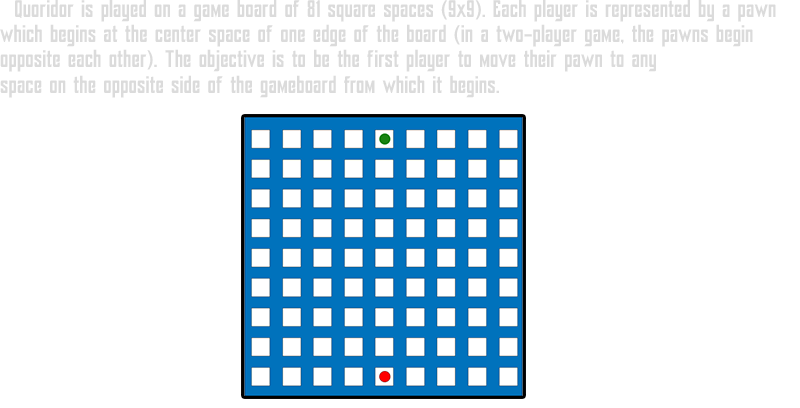 Quoridor is played on a game board of 81 square spaces (9x9). Each player is represented by a pawn
which begins at the center space of one edge of the board (in a two-player game, the pawns begin
opposite each other). The objective is to be the first player to move their pawn to any
space on the opposite side of the gameboard from which it begins.